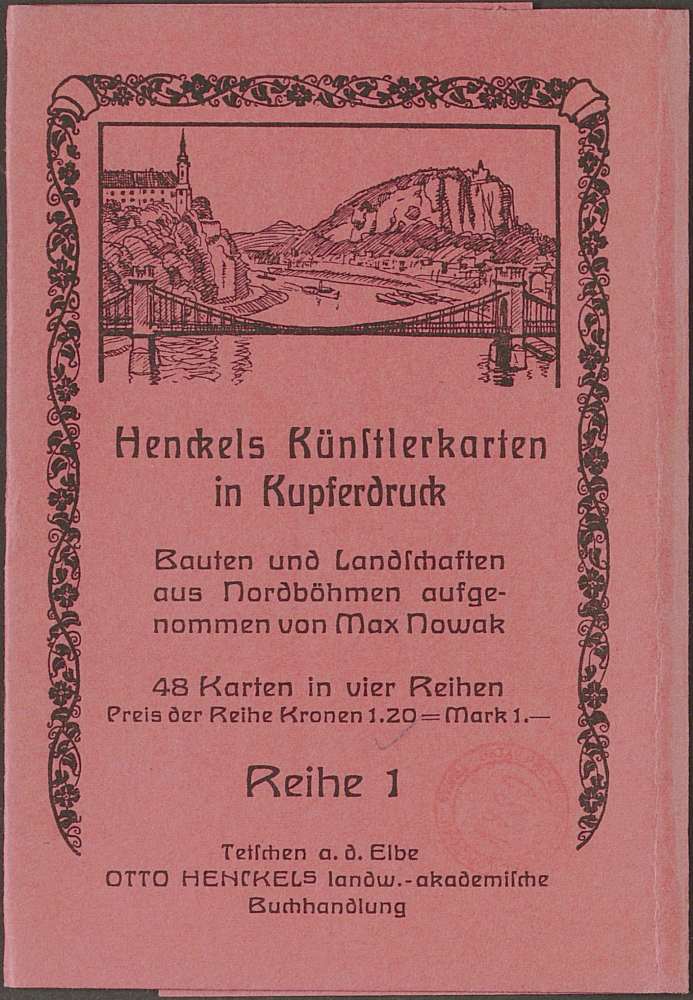 Henckels Künſtlerkarten
in Kupferdruck
Bauten und Landſchaften
aus Nordböhmen aufge-
nommen von Max Nowak
48 Karten in vier Reihen
Preis der Reihe Kronen 1.20 = Mark 1.—
Reihe 1
Tetſchen a. d. Elbe
OTTO HENCKELS landw.-akademiſche
Buchhandlung